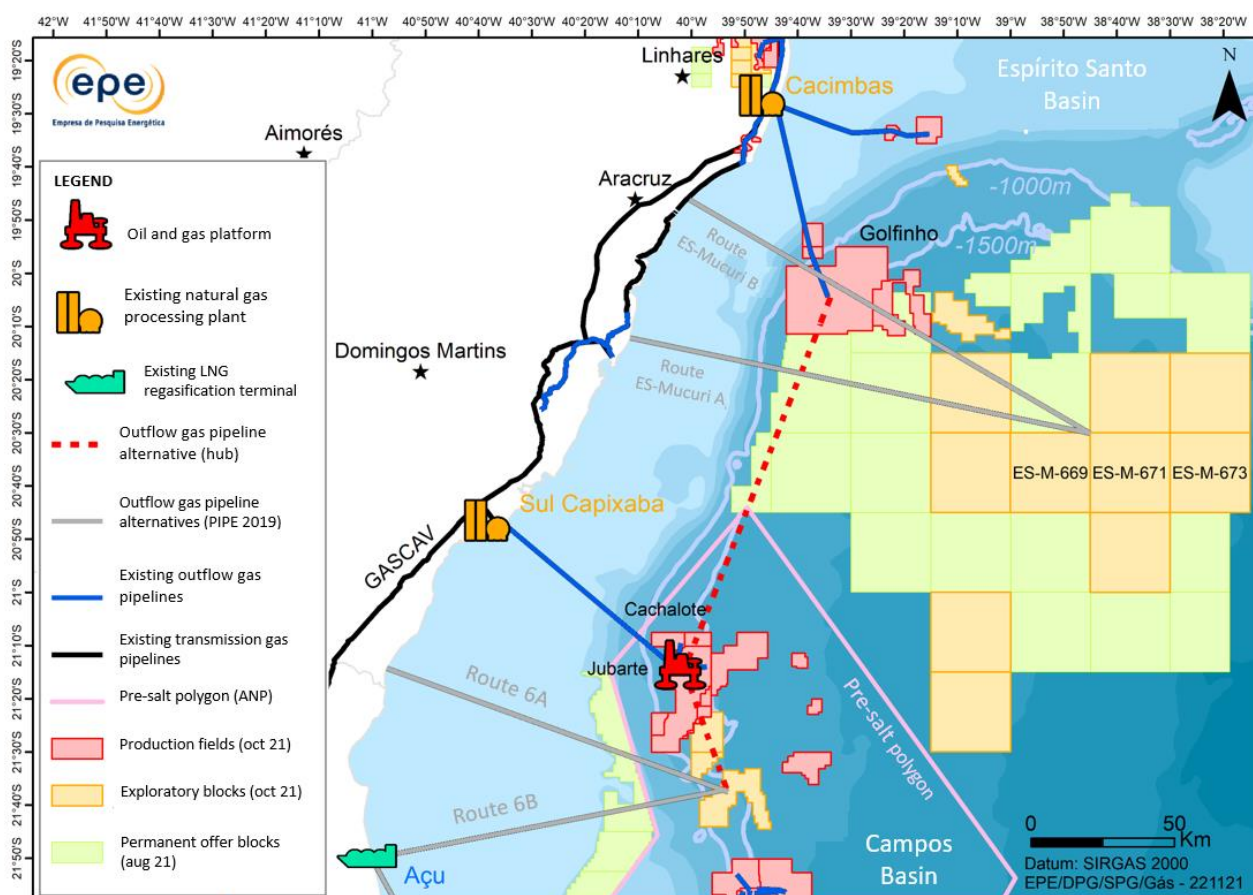 42°0'W 41°10'W 41°0'W 40°50'W 40°40'W 40°30'W 40°20'W 40°10'W 40°0'W 39°50'W 39°40'W 39°30'W 39°20'W 39°10'W 39°W 38°50'W 38°40'W 38°30'W 38°20'W
19°20'S
19°30'S
19°40'S
19°50'S
20°S
20°10'S
20°20'S
20°30'S
20°40'S
20°50'S
21°S
21°10'S
21°20'S
21°30'S
21°40'S
21°50'S
epe
Empresa de Pesquisa Energética
LEGEND
Oil and gas platform
Existing natural gas
processing plant
Existing LNG
regasification terminal
Outflow gas pipeline
alternative (hub)
Outflow gas pipeline
alternatives (PIPE 2019)
Existing outflow gas
pipelines
Existing transmission gas
pipelines
Pre-salt polygon (ANP)
Production fields (oct 21)
Exploratory blocks (oct 21)
Permanent offer blocks
(aug 21)
Linhares
Cacimbas
Espírito Santo
Basin
N
Aimorés
Aracruz
-1000m
Golfinho
-1500m
Route
ES-Mucuri B
Domingos Martins
Route
ES-Mucuri A
ES-M-669 ES-M-671 ES-M-673
Sul Capixaba
GASCAV
Cachalote
Jubarte
Route 6A
Pre-salt polygon
Route 6B
Açu
Campos
Basin
0 50
Km
Datum: SIRGAS 2000
EPE/DPG/SPG/Gás - 221121